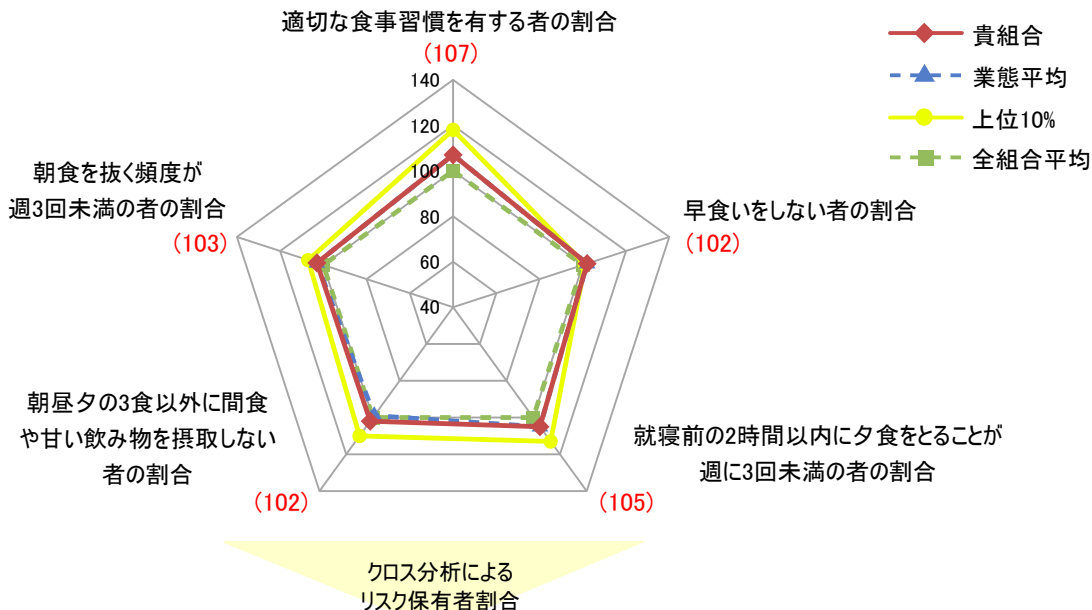 適切な食事習慣を有する者の割合
(107)
貴組合
業態平均
上位10%
全組合平均
140
120
100
80
60
40
朝食を抜く頻度が
週3回未満の者の割合
(103)
早食いをしない者の割合
(102)
朝昼夕の3食以外に間食
や甘い飲み物を摂取しない
者の割合
(102)
就寝前の2時間以内に夕食をとることが
週に3回未満の者の割合
(105)
クロス分析による
リスク保有者割合